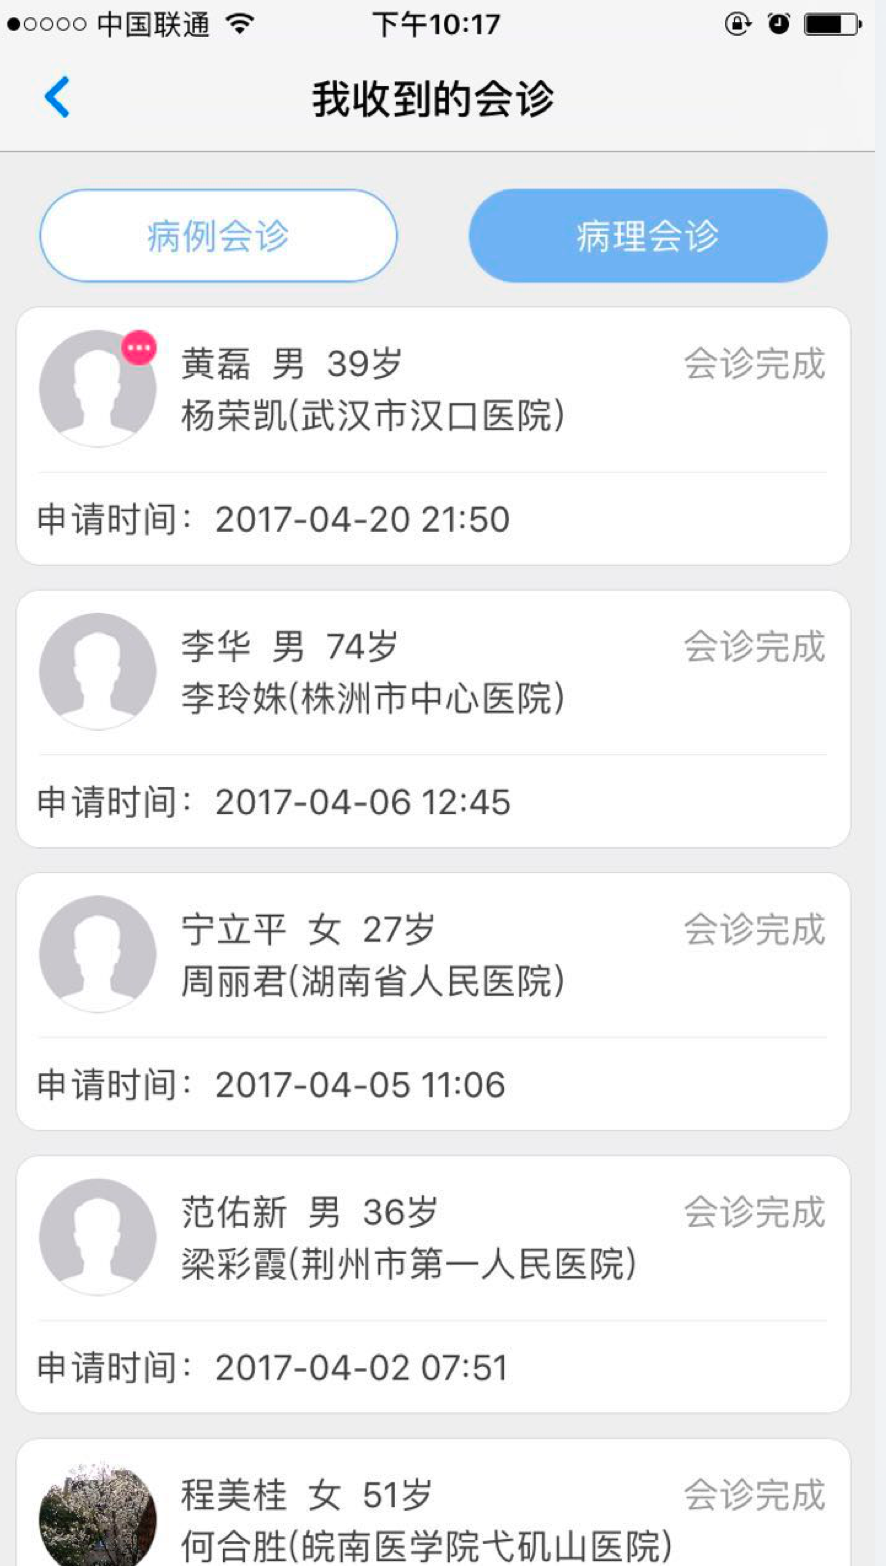 中国联通 下午10:17
我收到的会诊
病例会诊 病理会诊
黄磊 男 39岁 会诊完成
杨荣凯(武汉市汉口医院)
申请时间：2017-04-20 21:50
李华 男 74岁 会诊完成
李玲姝(株洲市中心医院)
申请时间：2017-04-06 12:45
宁立平 女 27岁 会诊完成
周丽君(湖南省人民医院)
申请时间：2017-04-05 11:06
范佑新 男 36岁 会诊完成
梁彩霞(荆州市第一人民医院)
申请时间：2017-04-02 07:51
程美桂 女 51岁 会诊完成
何合胜(皖南医学院弋矶山医院)